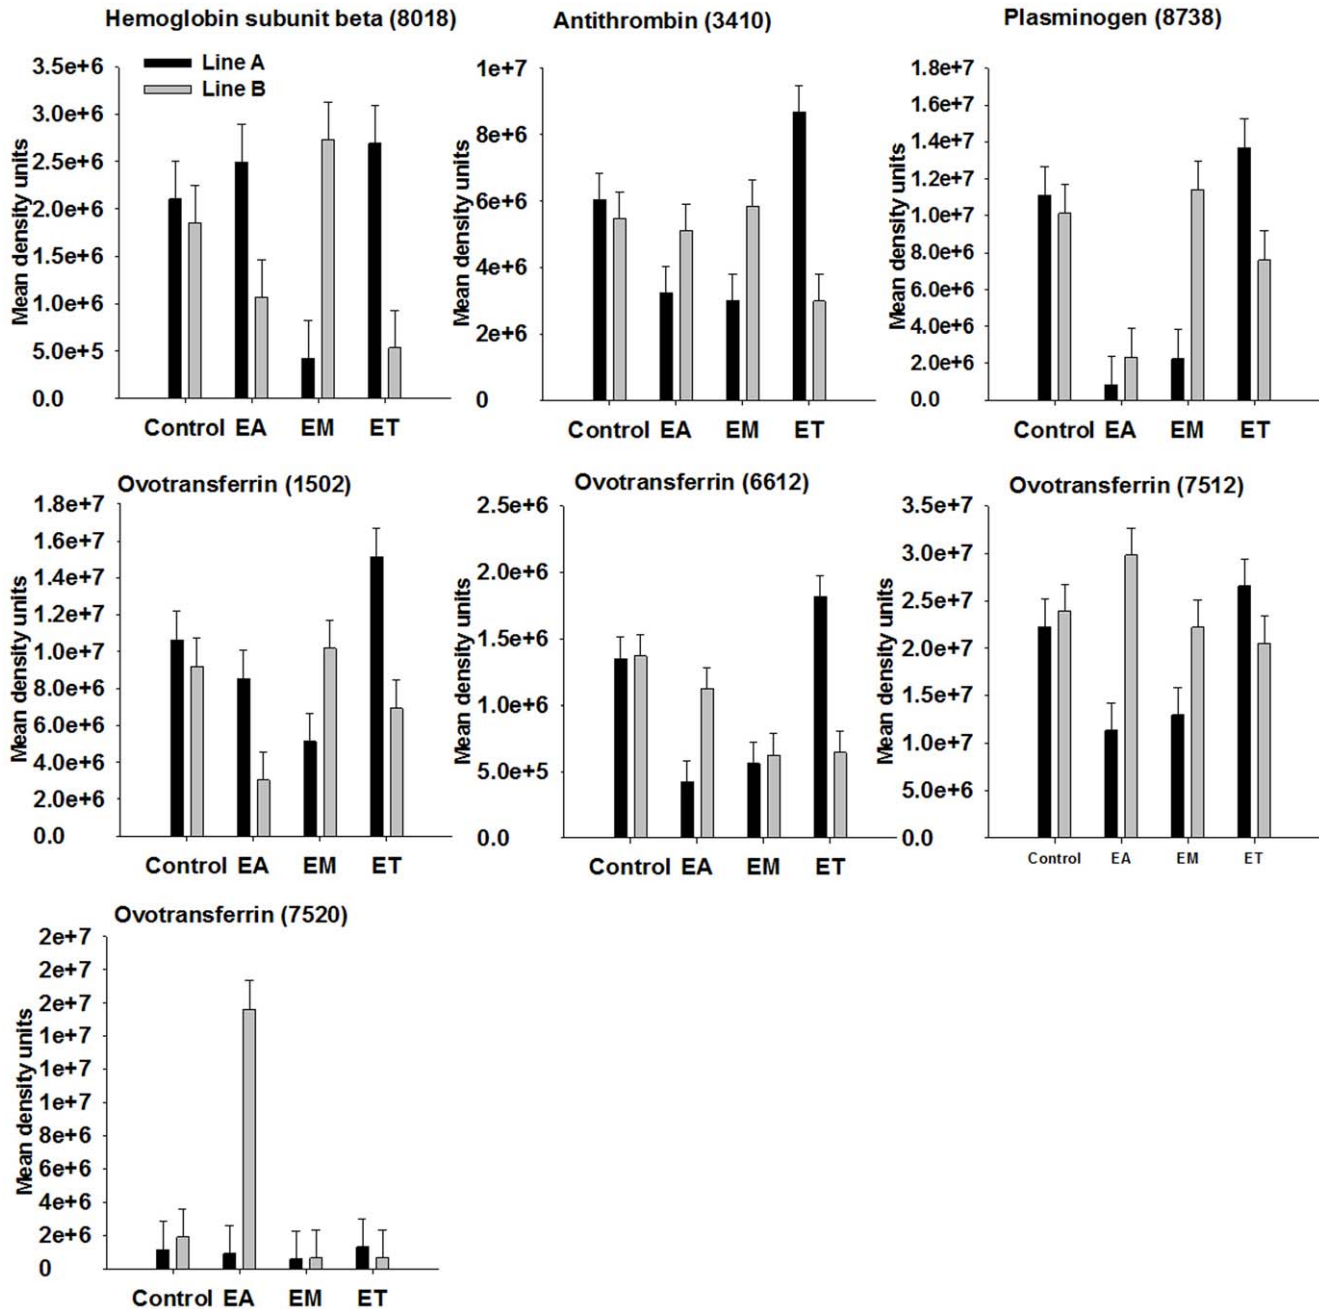 Hemoglobin subunit beta (8018)
Line A
Line B
3.5e+6
3.0e+6
2.5e+6
2.0e+6
1.5e+6
1.0e+6
5.0e+5
0.0
Mean density units
Control EA EM ET
Antithrombin (3410)
1e+7
8e+6
6e+6
4e+6
2e+6
0
Mean density units
Control EA EM ET
Plasminogen (8738)
1.8e+7
1.6e+7
1.4e+7
1.2e+7
1.0e+7
8.0e+6
6.0e+6
4.0e+6
2.0e+6
0.0
Mean density units
Control EA EM ET
Ovotransferrin (1502)
1.8e+7
1.6e+7
1.4e+7
1.2e+7
1.0e+7
8.0e+6
6.0e+6
4.0e+6
2.0e+6
0.0
Mean density units
Control EA EM ET
Ovotransferrin (6612)
2.5e+6
2.0e+6
1.5e+6
1.0e+6
5.0e+5
0.0
Mean density units
Control EA EM ET
Ovotransferrin (7512)
3.5e+7
3.0e+7
2.5e+7
2.0e+7
1.5e+7
1.0e+7
5.0e+6
0.0
Mean density units
Control EA EM ET
Ovotransferrin (7520)
2e+7
2e+7
2e+7
1e+7
1e+7
1e+7
8e+6
6e+6
4e+6
2e+6
0
Mean density units
Control EA EM ET